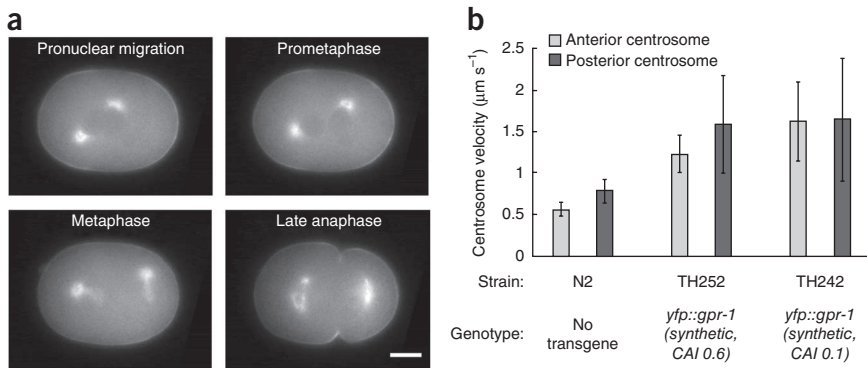 a
Pronuclear migration
Prometaphase
Metaphase
Late anaphase
b
Centrosome velocity (μm s⁻¹)
2.5
2
1.5
1
0.5
0
Anterior centrosome
Posterior centrosome
Strain: N2 TH252 TH242
Genotype: No transgene yfp::gpr-1 (synthetic, CAI 0.6) yfp::gpr-1 (synthetic, CAI 0.1)